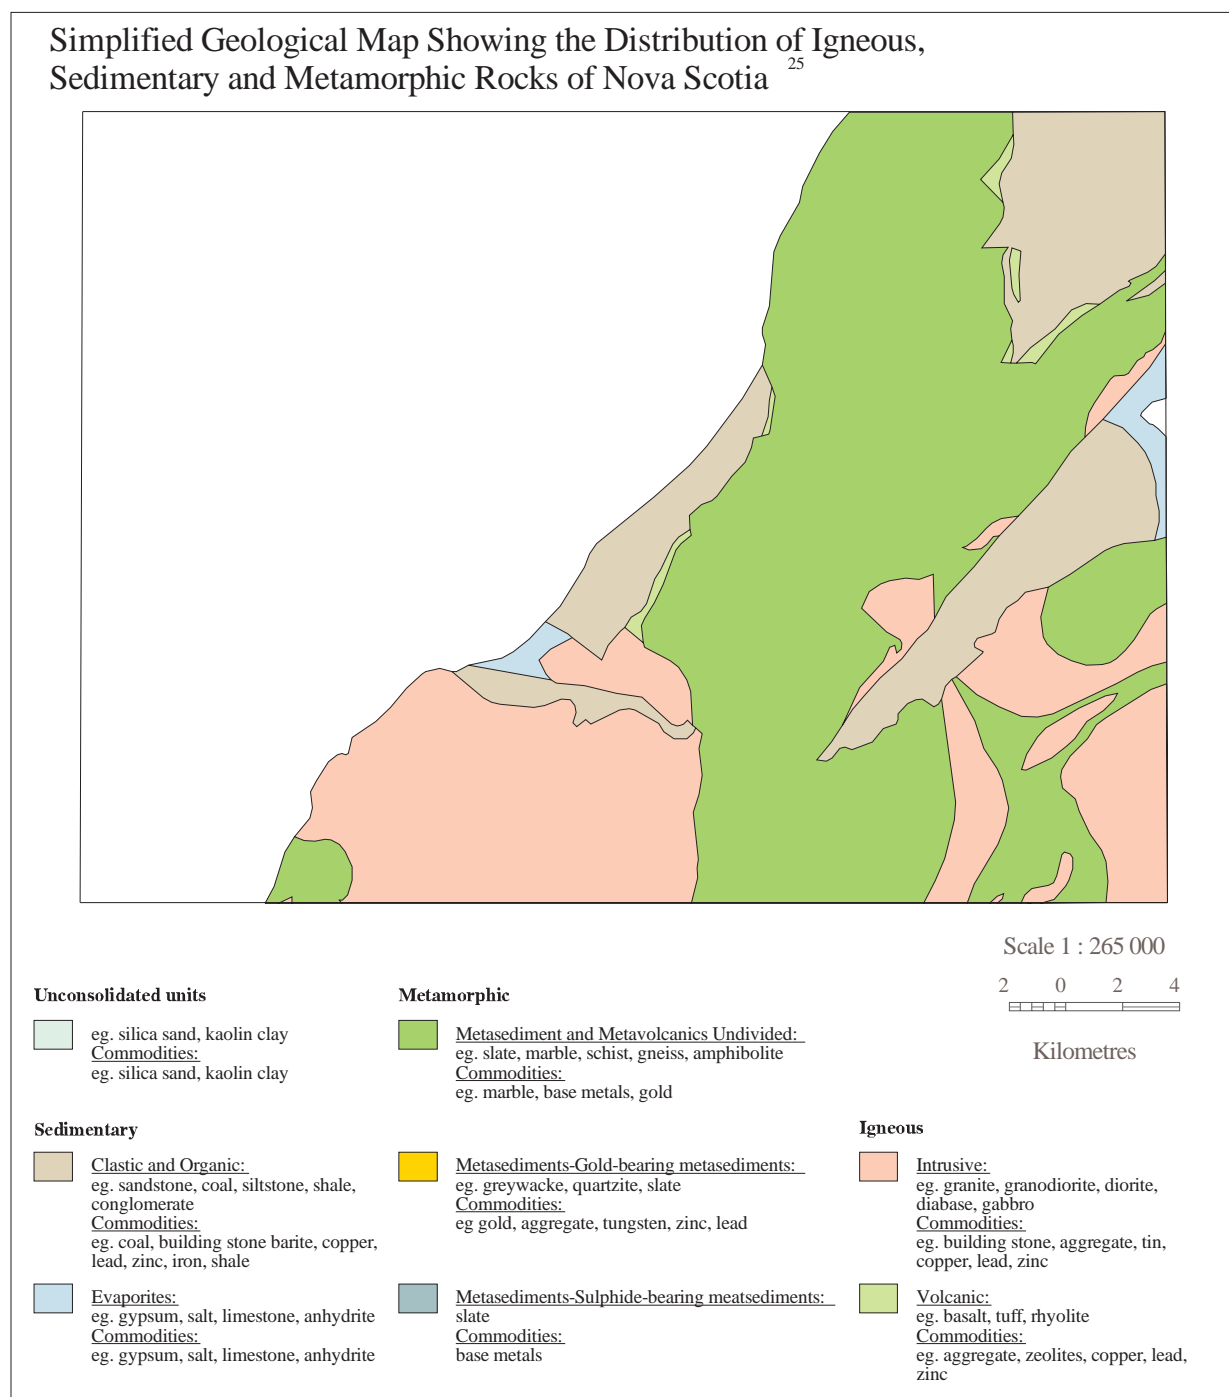 Simplified Geological Map Showing the Distribution of Igneous,
Sedimentary and Metamorphic Rocks of Nova Scotia 25
Scale 1 : 265 000
2 0 2 4
Kilometres
Unconsolidated units
eg. silica sand, kaolin clay
Commodities:
eg. silica sand, kaolin clay
Metamorphic
Metasediment and Metavolcanics Undivided:
eg. slate, marble, schist, gneiss, amphibolite
Commodities:
eg. marble, base metals, gold
Sedimentary
Clastic and Organic:
eg. sandstone, coal, siltstone, shale,
conglomerate
Commodities:
eg. coal, building stone barite, copper,
lead, zinc, iron, shale
Evaporites:
eg. gypsum, salt, limestone, anhydrite
Commodities:
eg. gypsum, salt, limestone, anhydrite
Metasediments-Gold-bearing metasediments:
eg. greywacke, quartzite, slate
Commodities:
eg gold, aggregate, tungsten, zinc, lead
Metasediments-Sulphide-bearing meatsediments:
slate
Commodities:
base metals
Igneous
Intrusive:
eg. granite, granodiorite, diorite,
diabase, gabbro
Commodities:
eg. building stone, aggregate, tin,
copper, lead, zinc
Volcanic:
eg. basalt, tuff, rhyolite
Commodities:
eg. aggregate, zeolites, copper, lead,
zinc